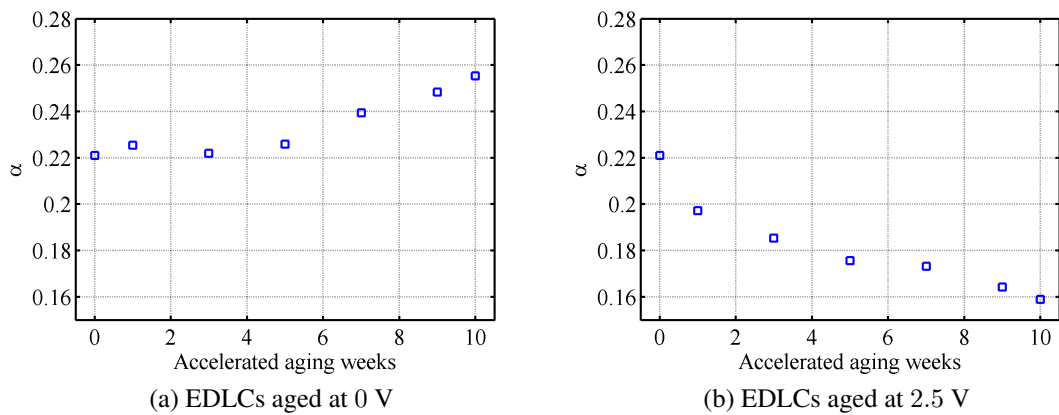 0.28
0.26
0.24
0.22
0.2
0.18
0.16
α
0 2 4 6 8 10
Accelerated aging weeks
(a) EDLCs aged at 0 V
0.28
0.26
0.24
0.22
0.2
0.18
0.16
α
0 2 4 6 8 10
Accelerated aging weeks
(b) EDLCs aged at 2.5 V